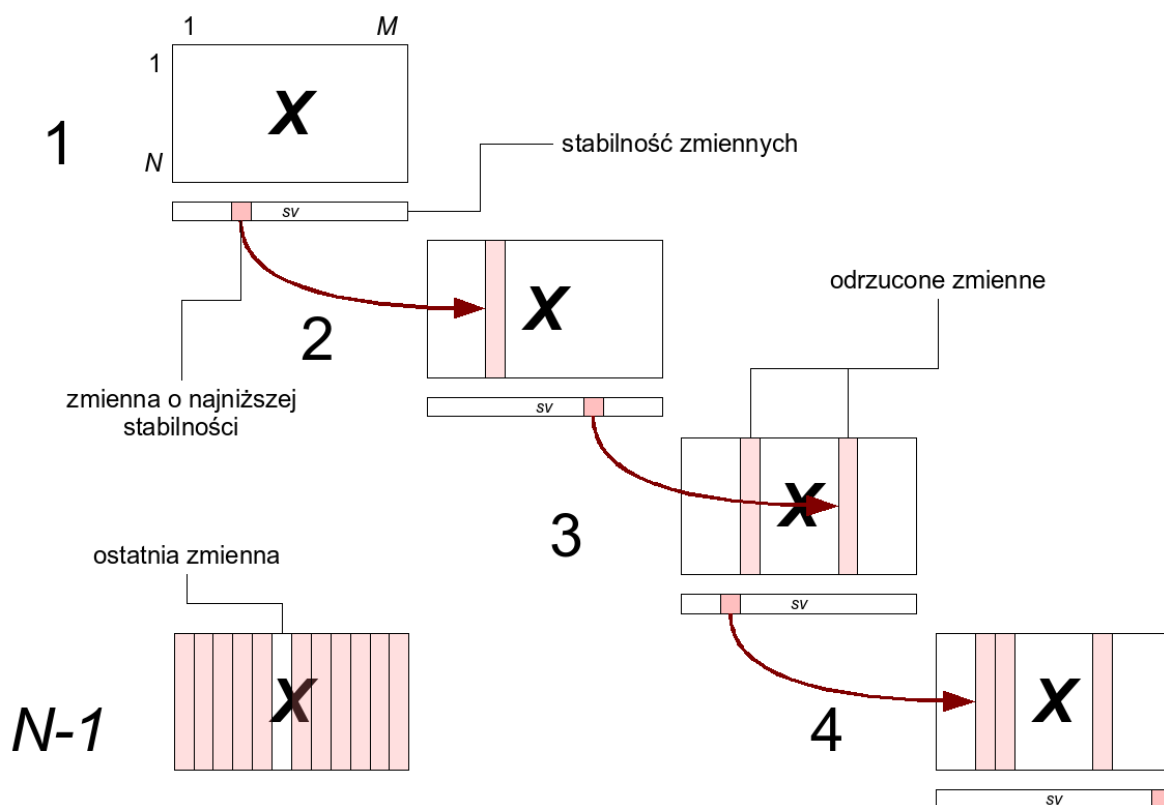 1 M
1
X
1
N
stabilność zmiennych
sv
odrzucone zmienne
X
2
zmienna o najniższej
stabilności
sv
X
3
ostatnia zmienna
sv
X
X
N-1
4